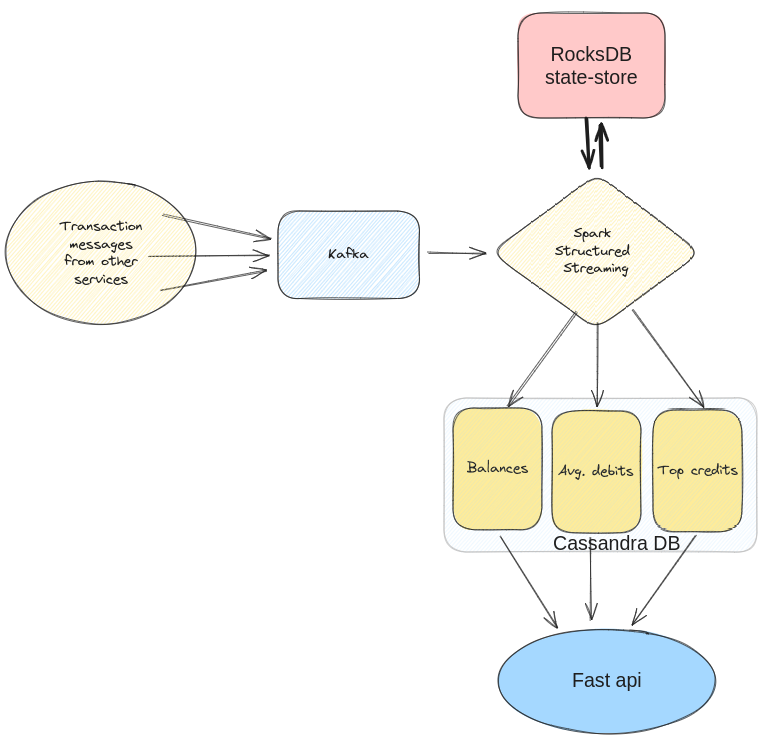 RocksDB
state-store
Transaction
messages
from other
services
Kafka
Spark
Structured
Streaming
Balances
Avg. debits
Top credits
Cassandra DB
Fast api